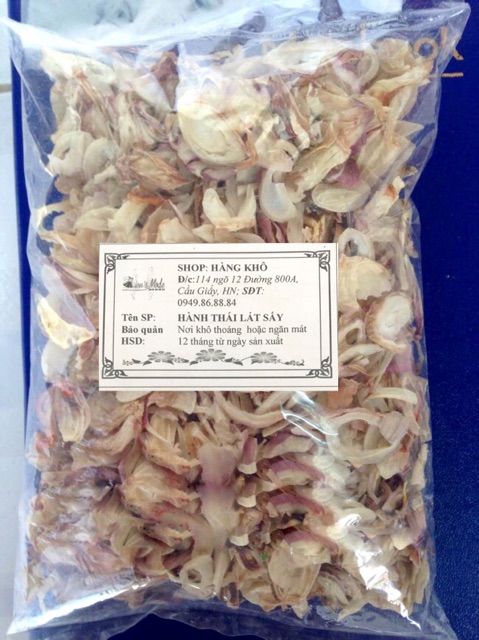 SHOP: HÀNG KHÔ
Đ/c:114 ngõ 12 Đường 800A,
Cầu Giấy, HN; SĐT:
0949.86.88.84
Tên SP: HÀNH THÁI LÁT SẤY
Bảo quản Nơi khô thoáng hoặc ngăn mát
HSD: 12 tháng từ ngày sản xuất